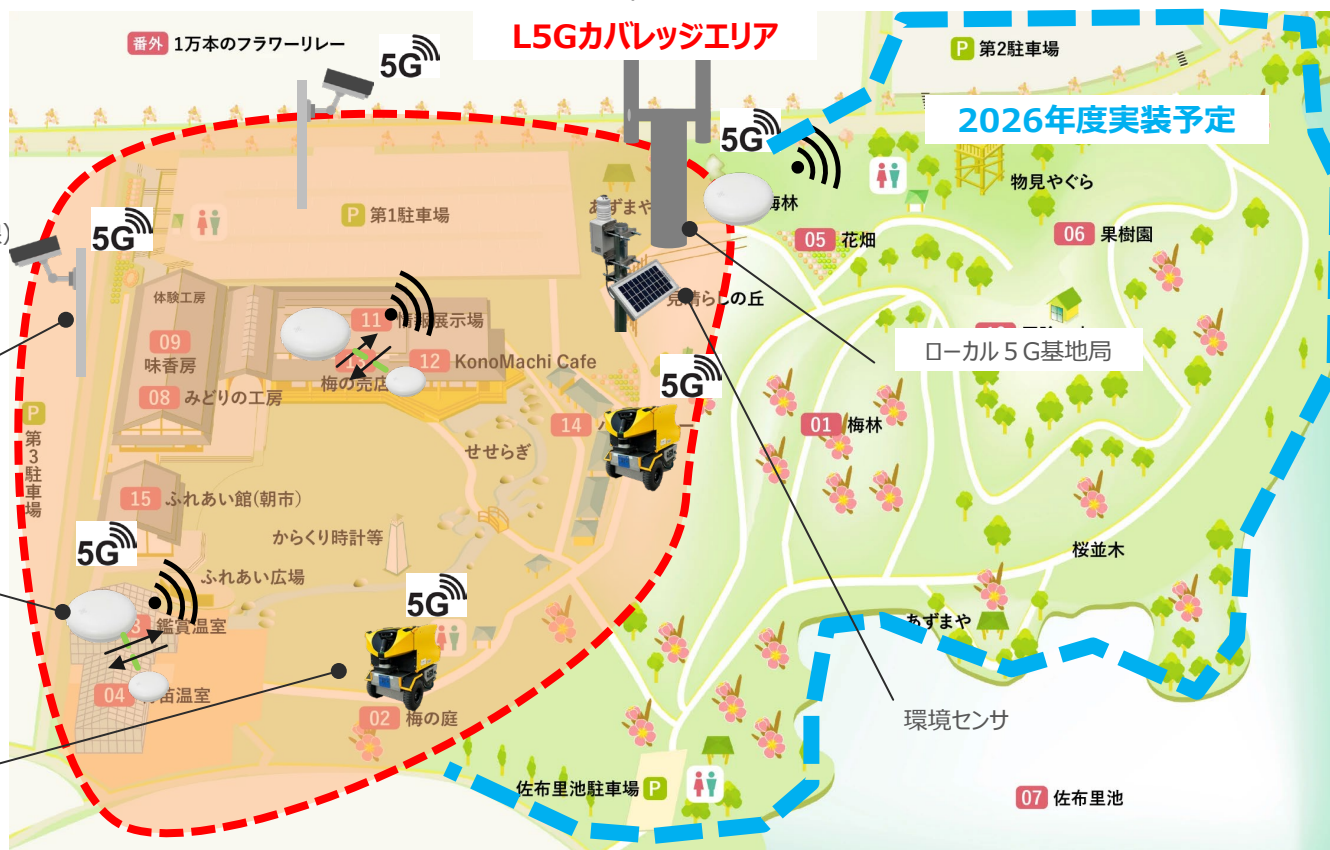 L5Gカバレッジエリア
番外 1万本のフラワーリレー
5G
P 第2駐車場
2026年度実装予定
5G
物見やぐら
あずまや
梅林
P 第1駐車場
5G
05 花畑
06 果樹園
体験工房
見晴らしの丘
11 情報展示場
09
味香房
13
12 KonoMachi Cafe
梅の売店
ローカル5G基地局
08 みどりの工房
5G
P
第3駐車場
14
01 梅林
せせらぎ
15 ふれあい館(朝市)
からくり時計等
5G
桜並木
ふれあい広場
5G
鑑賞温室
あずまや
04
苗温室
02 梅の庭
環境センサ
佐布里池駐車場 P
07 佐布里池